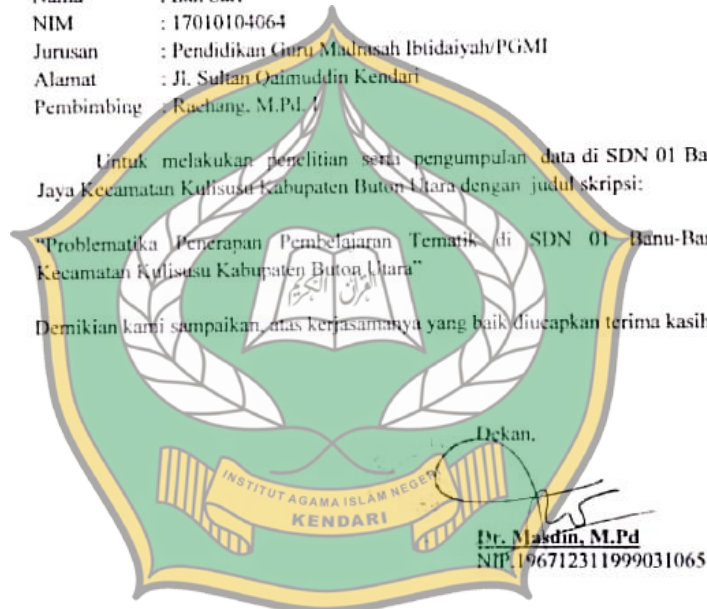 NIM : 17010104064
Jurusan : Pendidikan Guru Madrasah Ibtidaiyah/PGMI
Alamat : Jl. Sultan Qaimuddin Kendari
Pembimbing : Rachang, M.Pd.I
Untuk melakukan penelitian serta pengumpulan data di SDN 01 Ba
Jaya Kecamatan Kulisusu Kabupaten Buton Utara dengan judul skripsi:
"Problematika Penerapan Pembelajaran Tematik di SDN 01 Banu-Ban
Kecamatan Kulisusu Kabupaten Buton Utara"
القرآن الكريم
Demikian kami sampaikan, atas kerjasamanya yang baik diucapkan terima kasih
Dekan,
INSTITUT AGAMA ISLAM NEGERI
KENDARI
Dr. Masdin, M.Pd
NIP.196712311999031065